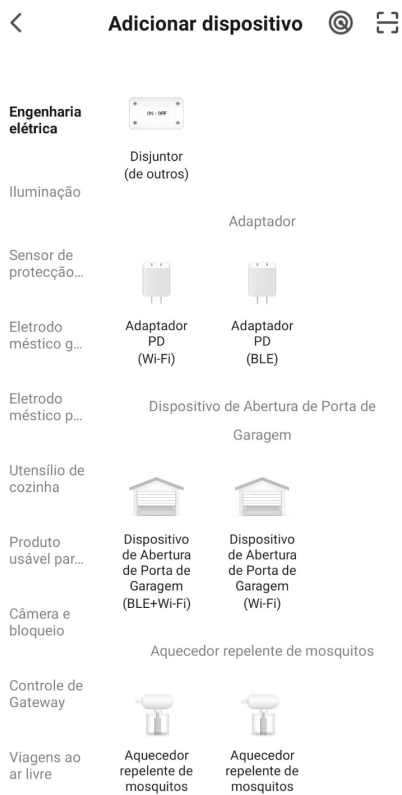 Adicionar dispositivo
Engenharia
elétrica
Iluminação
Sensor de
protecção...
Eletrodo
méstico g...
Eletrodo
méstico p...
Utensílio de
cozinha
Produto
usável par...
Câmera e
bloqueio
Controle de
Gateway
Viagens ao
ar livre
ON - OFF
Disjuntor
(de outros)
Adaptador
Adaptador
PD
(Wi-Fi)
Adaptador
PD
(BLE)
Dispositivo de Abertura de Porta de
Garagem
Dispositivo
de Abertura
de Porta de
Garagem
(BLE+Wi-Fi)
Dispositivo
de Abertura
de Porta de
Garagem
(Wi-Fi)
Aquecedor repelente de mosquitos
Aquecedor
repelente de
mosquitos
Aquecedor
repelente de
mosquitos